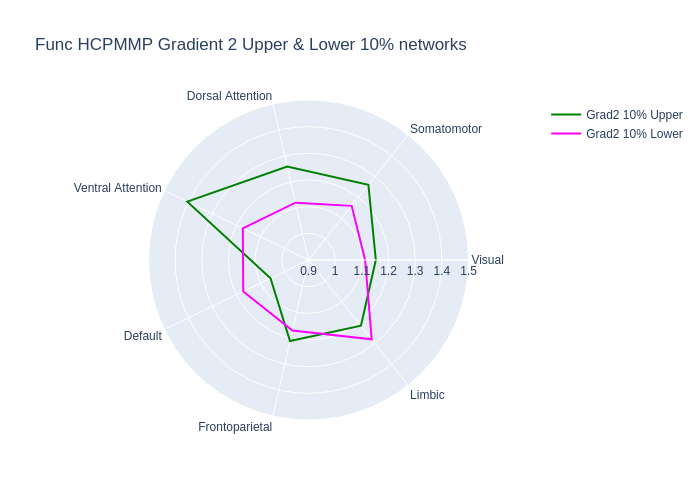 Func HCPMMP Gradient 2 Upper & Lower 10% networks
Dorsal Attention
Somatomotor
Grad2 10% Upper
Grad2 10% Lower
Ventral Attention
Visual
0.9 1 1.1 1.2 1.3 1.4 1.5
Default
Limbic
Frontoparietal